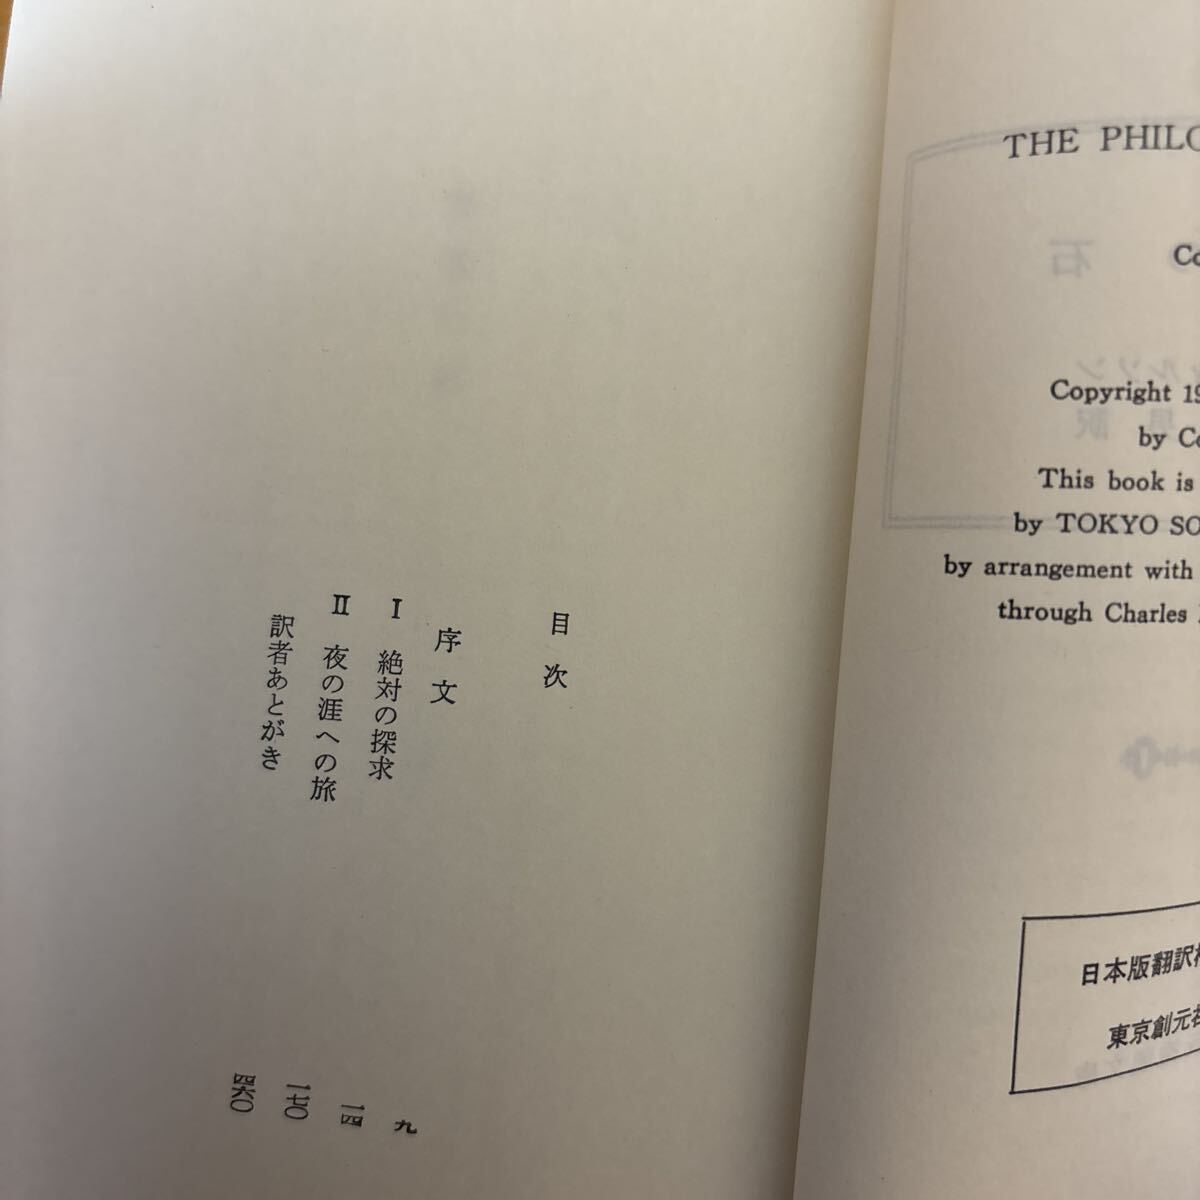 THE PHILO
Co
Copyright 19
by Co
This book is
by TOKYO SO
by arrangement with
through Charles
日本版翻訳権
東京創元社
目次
序文 九
I 絶対の探求 一四
II 夜の涯への旅 一七〇
訳者あとがき 四六〇